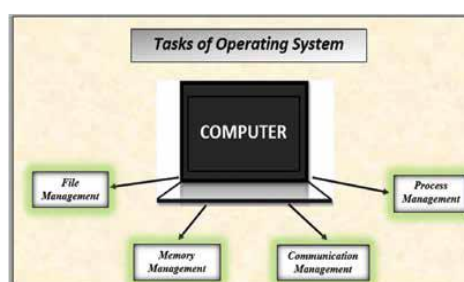 Tasks of Operating System
COMPUTER
File
Management
Process
Management
Memory
Management
Communication
Management